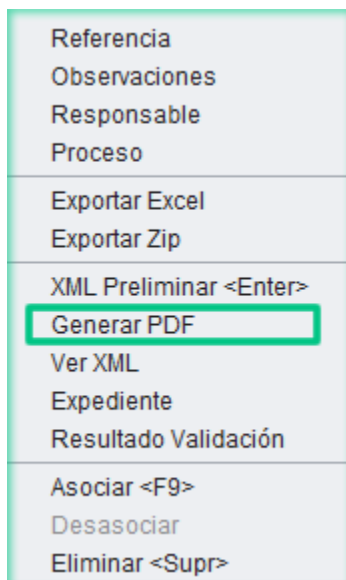 Referencia
Observaciones
Responsable
Proceso
Exportar Excel
Exportar Zip
XML Preliminar <Enter>
Generar PDF
Ver XML
Expediente
Resultado Validación
Asociar <F9>
Desasociar
Eliminar <Supr>